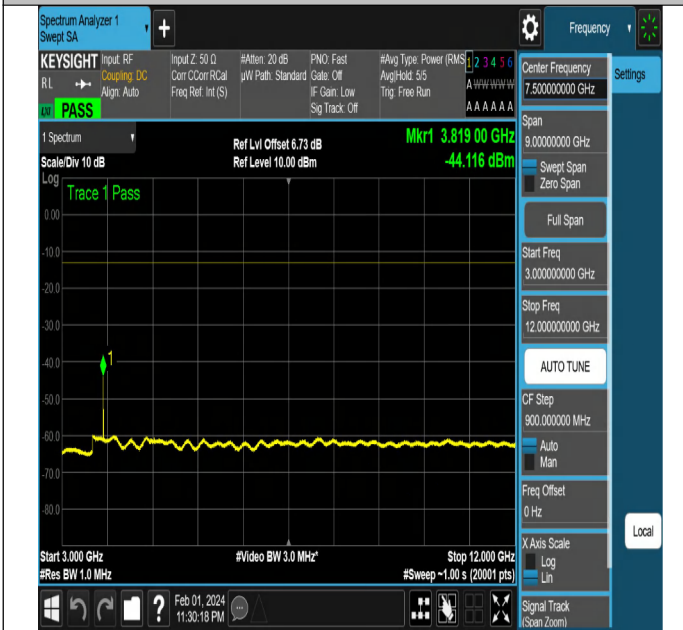 Spectrum Analyzer 1
Swept SA
+
Frequency
KEYSIGHT
RL
LXI PASS
Input: RF
Coupling: DC
Align: Auto
Input Z: 50 Ω
Corr CCorr RCal
Freq Ref: Int (S)
#Atten: 20 dB
µW Path: Standard
PNO: Fast
Gate: Off
IF Gain: Low
Sig Track: Off
#Avg Type: Power (RMS
Avg|Hold: 5/5
Trig: Free Run
1 2 3 4 5 6
A W W W W W
A A A A A A
1 Spectrum
Scale/Div 10 dB
Ref Lvl Offset 6.73 dB
Ref Level 10.00 dBm
Mkr1 3.819 00 GHz
-44.116 dBm
Log
Trace 1 Pass
0.00
-10.0
-20.0
-30.0
-40.0
-50.0
-60.0
-70.0
-80.0
1
Start 3.000 GHz
#Res BW 1.0 MHz
#Video BW 3.0 MHz*
Stop 12.000 GHz
#Sweep ~1.00 s (20001 pts)
Center Frequency
7.500000000 GHz
Span
9.00000000 GHz
Swept Span
Zero Span
Full Span
Start Freq
3.000000000 GHz
Stop Freq
12.000000000 GHz
AUTO TUNE
CF Step
900.000000 MHz
Auto
Man
Freq Offset
0 Hz
X Axis Scale
Log
Lin
Signal Track
(Span Zoom)
Settings
Local
?
Feb 01, 2024
11:30:18 PM